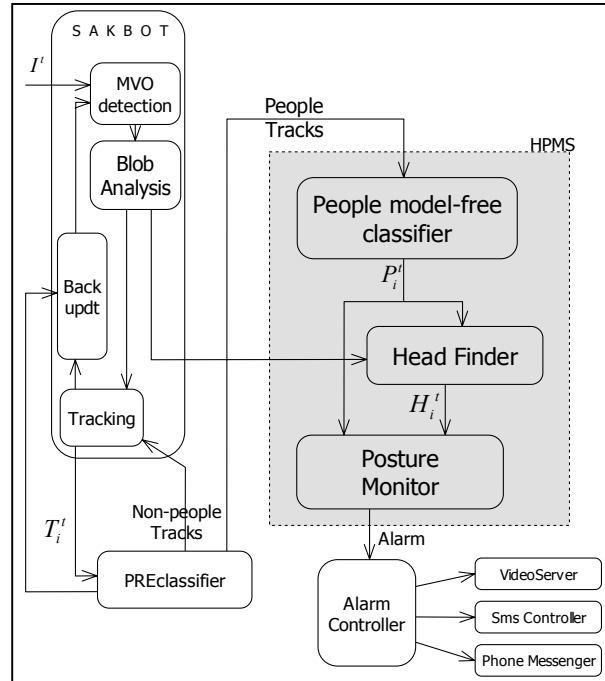 S A K B O T
I^t
MVO
detection
Blob
Analysis
Back
updt
Tracking
T_i^t
Non-people
Tracks
PREclassifier
People
Tracks
HPMS
People model-free
classifier
P_i^t
Head Finder
H_i^t
Posture
Monitor
Alarm
Alarm
Controller
VideoServer
Sms Controller
Phone Messenger